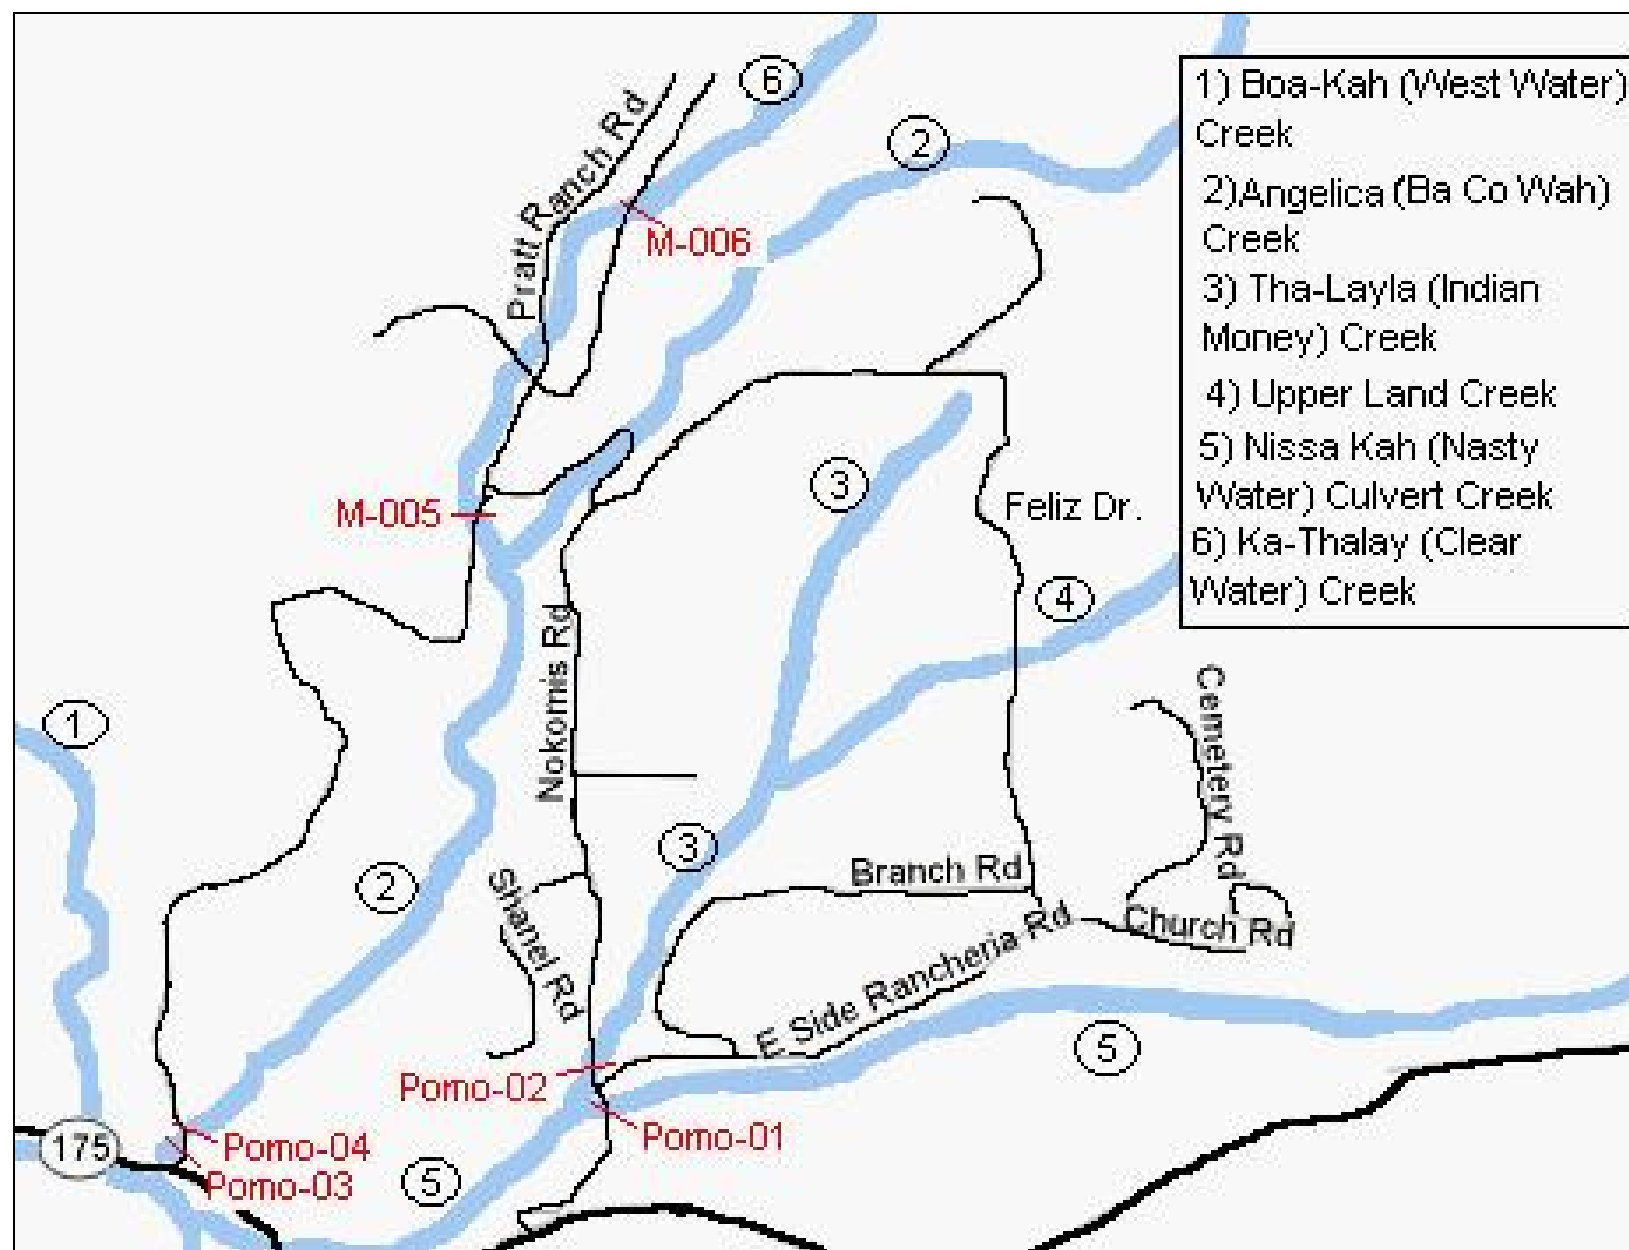 6
2
Pratt Ranch Rd
M-006
1) Boa-Kah (West Water)
Creek
2)Angelica (Ba Co Wah)
Creek
3) Tha-Layla (Indian
Money) Creek
4) Upper Land Creek
5) Nissa Kah (Nasty
Water) Culvert Creek
6) Ka-Thalay (Clear
Water) Creek
3
M-005
Feliz Dr.
4
Nokomis Rd
Cemetery Rd
1
3
2
Shanel Rd
Branch Rd
Church Rd
E Side Rancheria Rd
5
Pomo-02
Pomo-01
175
Pomo-04
Pomo-03
5